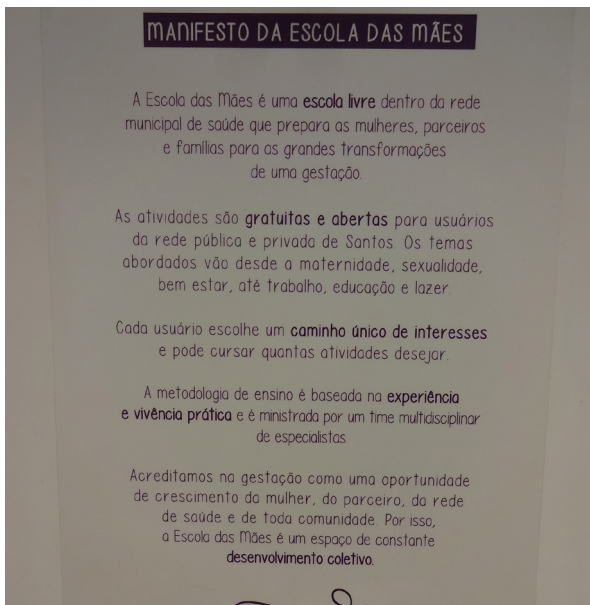 MANIFESTO DA ESCOLA DAS MÃES
A Escola das Mães é uma escola livre dentro da rede
municipal de saúde que prepara as mulheres, parceiros
e famílias para as grandes transformações
de uma gestação.
As atividades são gratuitas e abertas para usuários
da rede pública e privada de Santos. Os temas
abordados vão desde a maternidade, sexualidade,
bem estar, até trabalho, educação e lazer.
Cada usuário escolhe um caminho único de interesses
e pode cursar quantas atividades desejar.
A metodologia de ensino é baseada na experiência
e vivência prática e é ministrada por um time multidisciplinar
de especialistas.
Acreditamos na gestação como uma oportunidade
de crescimento da mulher, do parceiro, da rede
de saúde e de toda comunidade. Por isso,
a Escola das Mães é um espaço de constante
desenvolvimento coletivo.